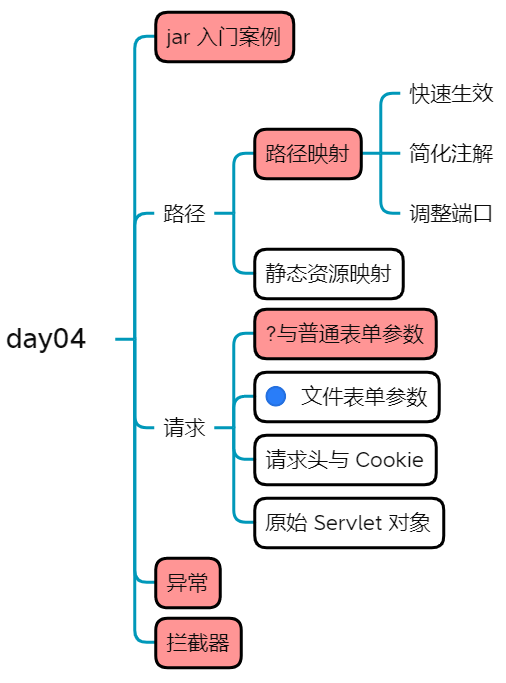 jar 入门案例
快速生效
路径映射
简化注解
路径
调整端口
静态资源映射
day04
?与普通表单参数
文件表单参数
请求
请求头与 Cookie
原始 Servlet 对象
异常
拦截器